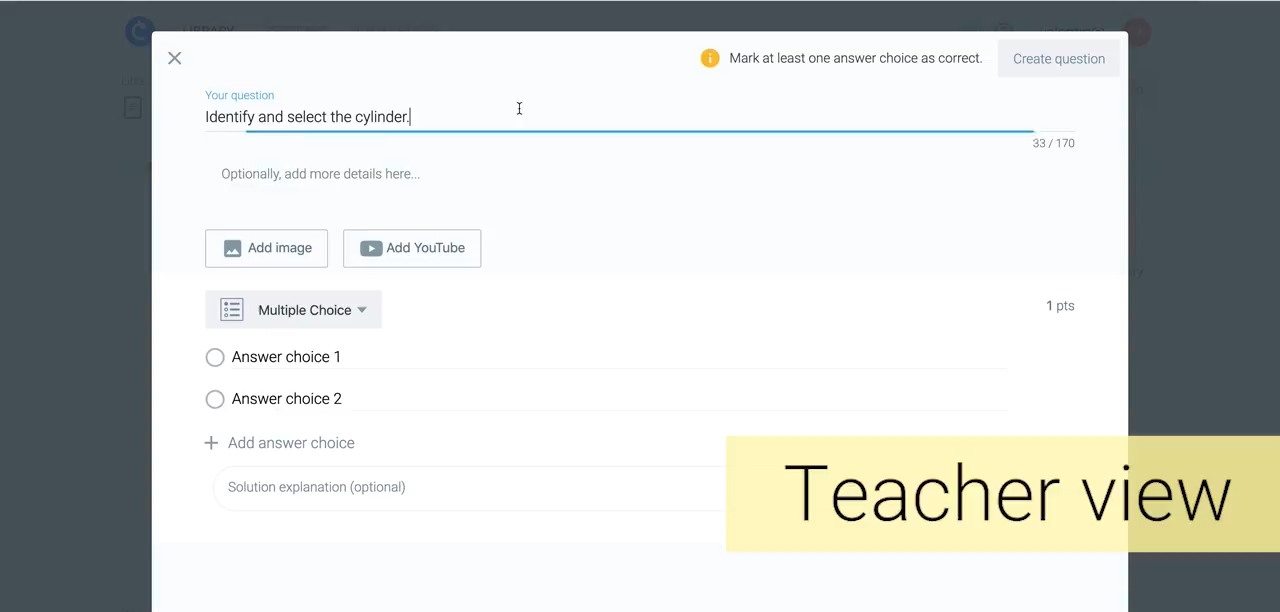 Mark at least one answer choice as correct.
Create question
Your question
Identify and select the cylinder.
33 / 170
Optionally, add more details here...
Add image
Add YouTube
Multiple Choice
1 pts
Answer choice 1
Answer choice 2
Add answer choice
Solution explanation (optional)
Teacher view